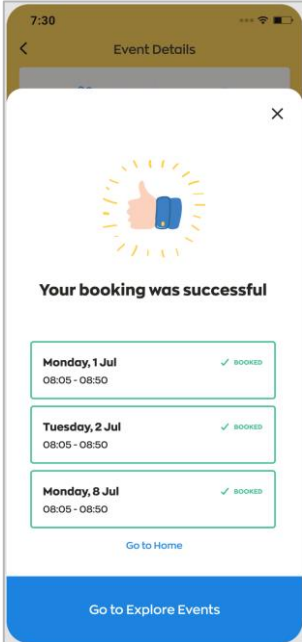 7:30
Event Details
Your booking was successful
Monday, 1 Jul
BOOKED
08:05 - 08:50
Tuesday, 2 Jul
BOOKED
08:05 - 08:50
Monday, 8 Jul
BOOKED
08:05 - 08:50
Go to Home
Go to Explore Events